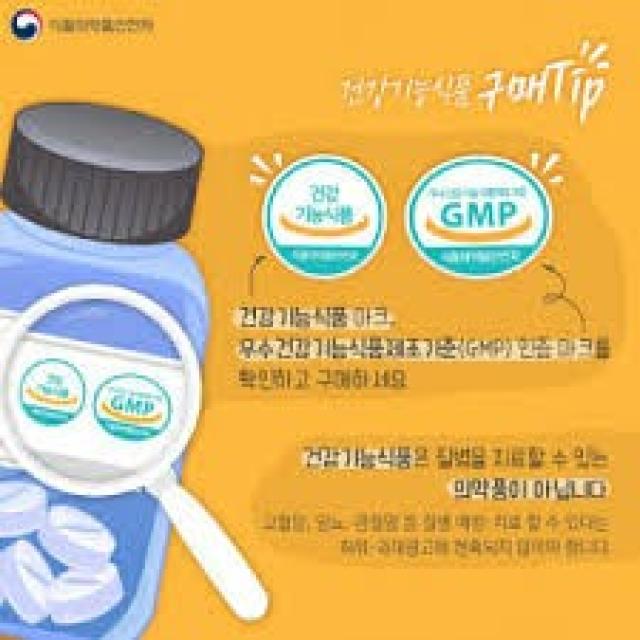 식품의약품안전처
건강기능식품 구매Tip
건강
기능식품
식품의약품안전처
GMP
식품의약품안전처
건강기능식품 마크,
우수건강기능식품제조기준(GMP) 인증 마크를
확인하고 구매하세요
건강
기능식품
GMP
건강기능식품은 질병을 치료할 수 있는
의약품이 아닙니다
고혈압, 당뇨, 관절염 등 질병 예방·치료 할 수 있다는
허위·과대광고에 현혹되지 않아야 합니다